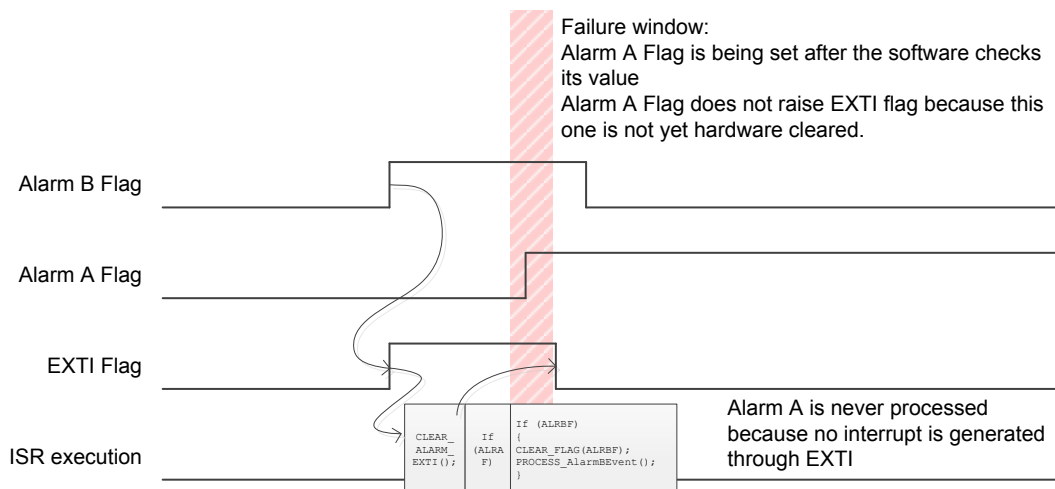 Failure window:
Alarm A Flag is being set after the software checks
its value
Alarm A Flag does not raise EXTI flag because this
one is not yet hardware cleared.
Alarm B Flag
Alarm A Flag
EXTI Flag
ISR execution
CLEAR_
ALARM_
EXTI();
If
(ALRA
F)
If (ALRBF)
{
CLEAR_FLAG(ALRBF);
PROCESS_AlarmBEvent();
}
Alarm A is never processed
because no interrupt is generated
through EXTI